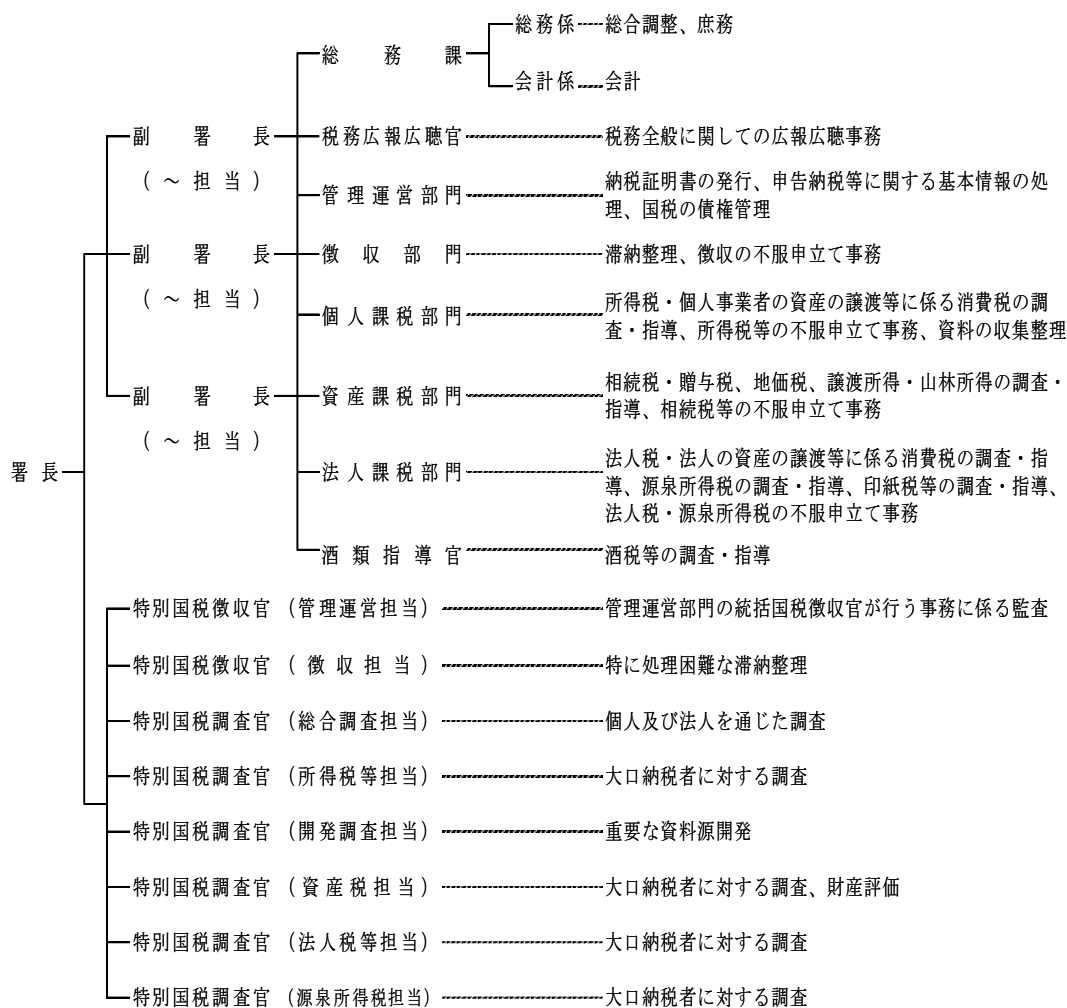 総務係 総合調整、庶務
総務課
会計係 会計
副署長 税務広報広聴官 税務全般に関しての広報広聴事務
(～担当)
管理運営部門 納税証明書の発行、申告納税等に関する基本情報の処
理、国税の債権管理
副署長 徴収部門 滞納整理、徴収の不服申立て事務
(～担当)
個人課税部門 所得税・個人事業者の資産の譲渡等に係る消費税の調
査・指導、所得税等の不服申立て事務、資料の収集整理
副署長 資産課税部門 相続税・贈与税、地価税、譲渡所得・山林所得の調査・
指導、相続税等の不服申立て事務
(～担当)
署長
法人課税部門 法人税・法人の資産の譲渡等に係る消費税の調査・指
導、源泉所得税の調査・指導、印紙税等の調査・指導、
法人税・源泉所得税の不服申立て事務
酒類指導官 酒税等の調査・指導
特別国税徴収官(管理運営担当) 管理運営部門の統括国税徴収官が行う事務に係る監査
特別国税徴収官(徴収担当) 特に処理困難な滞納整理
特別国税調査官(総合調査担当) 個人及び法人を通じた調査
特別国税調査官(所得税等担当) 大口納税者に対する調査
特別国税調査官(開発調査担当) 重要な資料源開発
特別国税調査官(資産税担当) 大口納税者に対する調査、財産評価
特別国税調査官(法人税等担当) 大口納税者に対する調査
特別国税調査官(源泉所得税担当) 大口納税者に対する調査